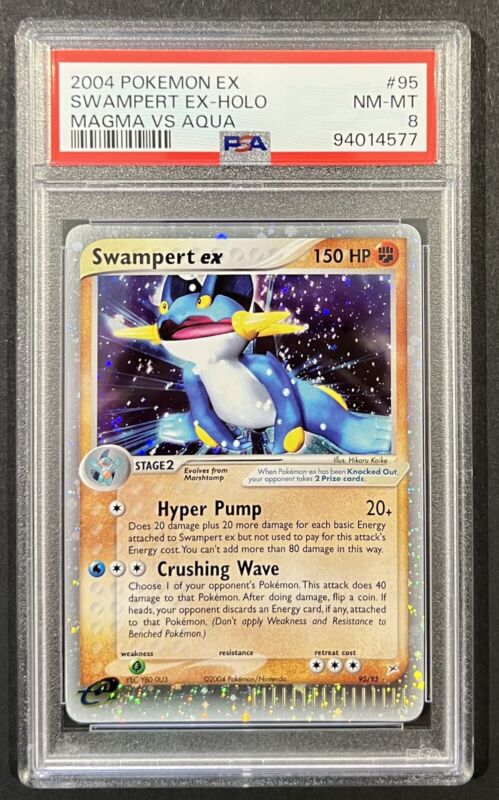 2004 POKEMON EX #95
SWAMPERT EX-HOLO NM-MT
MAGMA VS AQUA 8
PSA 94014577
Swampert ex 150 HP
Illus. Hikaru Koike
STAGE 2 Evolves from
Marshtomp
When Pokémon-ex has been Knocked Out,
your opponent takes 2 Prize cards.
Hyper Pump 20+
Does 20 damage plus 20 more damage for each basic Energy
attached to Swampert ex but not used to pay for this attack's
Energy cost. You can't add more than 80 damage in this way.
Crushing Wave
Choose 1 of your opponent's Pokémon. This attack does 40
damage to that Pokémon. After doing damage, flip a coin. If
heads, your opponent discards an Energy card, if any, attached
to that Pokémon. (Don't apply Weakness and Resistance to
Benched Pokémon.)
weakness resistance retreat cost
YEC YB0 0U3 ©2004 Pokémon/Nintendo 95/95
e